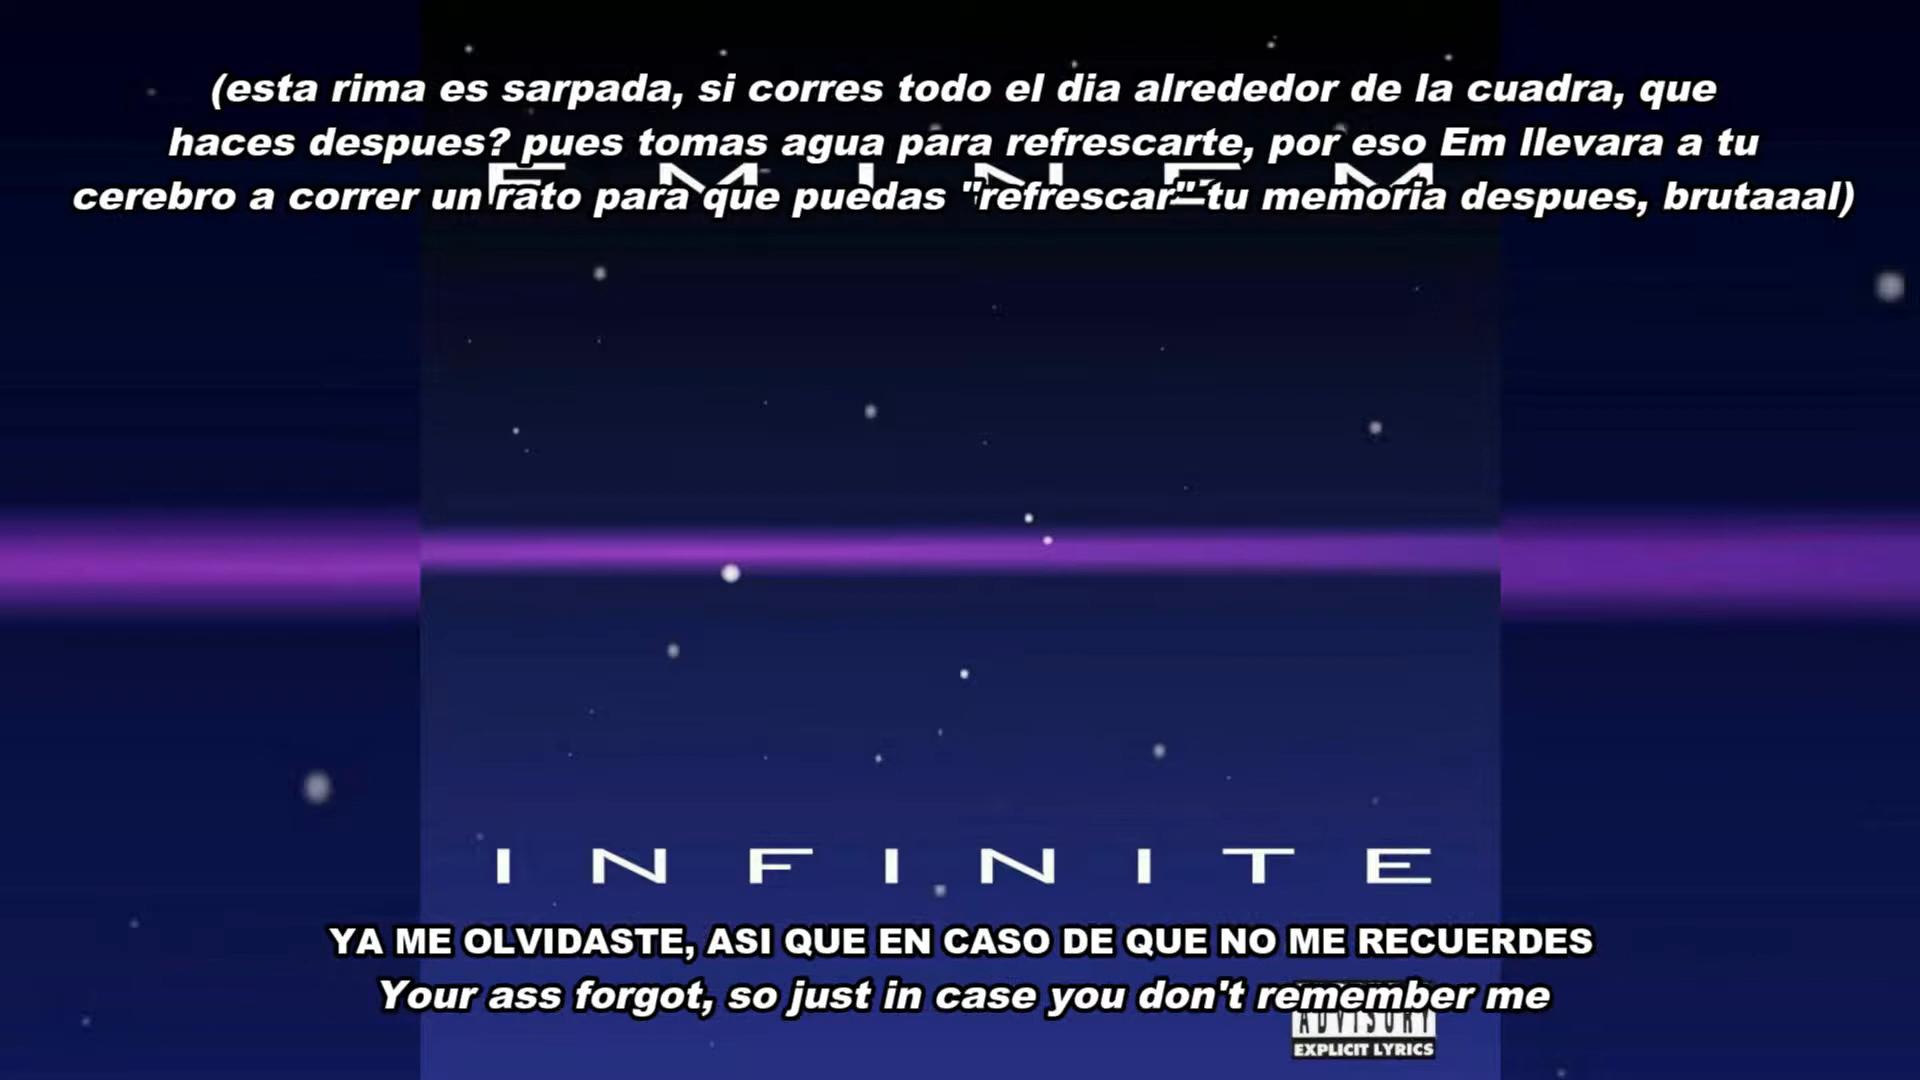 (esta rima es sarpada, si corres todo el dia alrededor de la cuadra, que
haces despues? pues tomas agua para refrescarte, por eso Em llevara a tu
EMINEM
cerebro a correr un rato para que puedas "refrescar" tu memoria despues, brutaaal)
INFINITE
YA ME OLVIDASTE, ASI QUE EN CASO DE QUE NO ME RECUERDES
Your ass forgot, so just in case you don't remember me
ADVISORY
EXPLICIT LYRICS